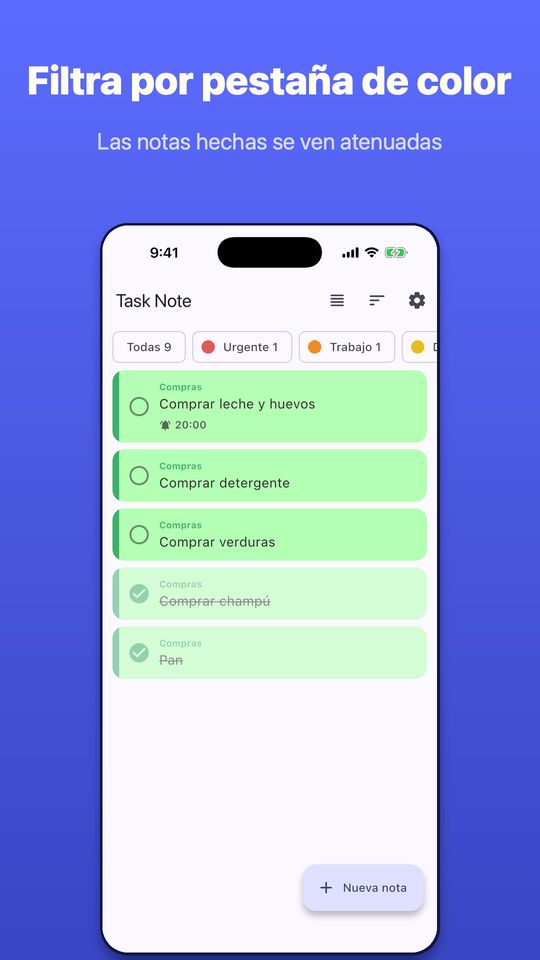 Filtra por pestaña de color
Las notas hechas se ven atenuadas
9:41
Task Note
Todas 9
Urgente 1
Trabajo 1
Compras
Comprar leche y huevos
20:00
Compras
Comprar detergente
Compras
Comprar verduras
Compras
Comprar champú
Compras
Pan
Nueva nota